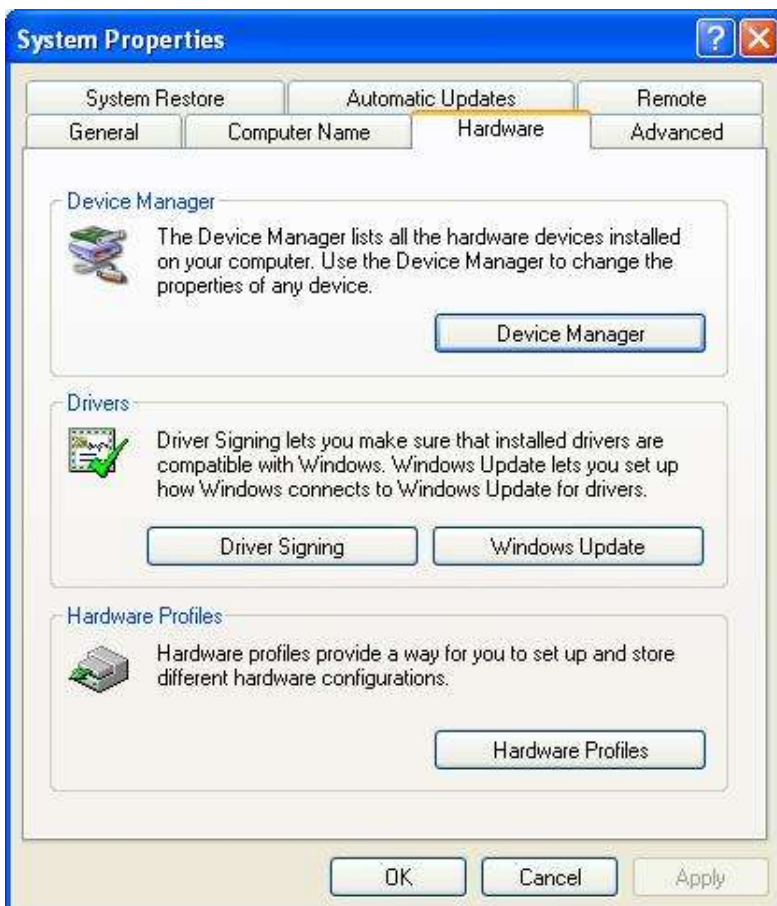 System Properties
System Restore Automatic Updates Remote
General Computer Name Hardware Advanced
Device Manager
The Device Manager lists all the hardware devices installed
on your computer. Use the Device Manager to change the
properties of any device.
Device Manager
Drivers
Driver Signing lets you make sure that installed drivers are
compatible with Windows. Windows Update lets you set up
how Windows connects to Windows Update for drivers.
Driver Signing Windows Update
Hardware Profiles
Hardware profiles provide a way for you to set up and store
different hardware configurations.
Hardware Profiles
OK Cancel Apply